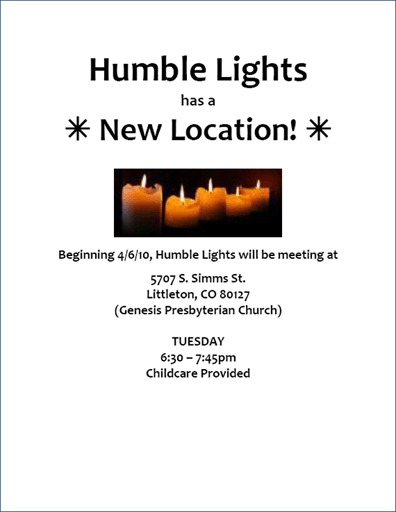 Humble Lights
has a
✳ New Location! ✳
Beginning 4/6/10, Humble Lights will be meeting at
5707 S. Simms St.
Littleton, CO 80127
(Genesis Presbyterian Church)
TUESDAY
6:30 – 7:45pm
Childcare Provided